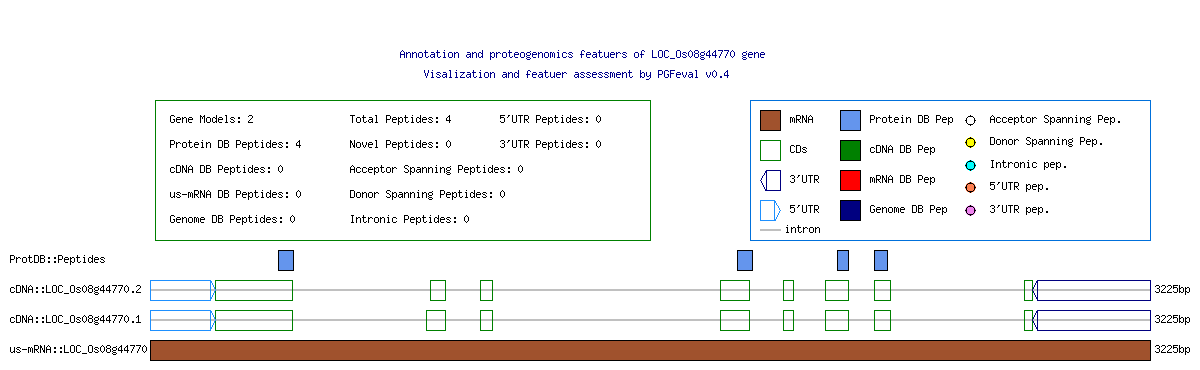 Annotation and proteogenomics featuers of LOC_Os08g44770 gene
Visalization and featuer assessment by PGFeval v0.4
Gene Models: 2
Total Peptides: 4
5'UTR Peptides: 0
Protein DB Peptides: 4
Novel Peptides: 0
3'UTR Peptides: 0
cDNA DB Peptides: 0
Acceptor Spanning Peptides: 0
us-mRNA DB Peptides: 0
Donor Spanning Peptides: 0
Genome DB Peptides: 0
Intronic Peptides: 0
mRNA
Protein DB Pep
Acceptor Spanning Pep.
CDs
cDNA DB Pep
Donor Spanning Pep.
3'UTR
mRNA DB Pep
Intronic pep.
5'UTR
Genome DB Pep
5'UTR pep.
3'UTR pep.
intron
ProtDB::Peptides
cDNA::LOC_Os08g44770.2 3225bp
cDNA::LOC_Os08g44770.1 3225bp
us-mRNA::LOC_Os08g44770 3225bp